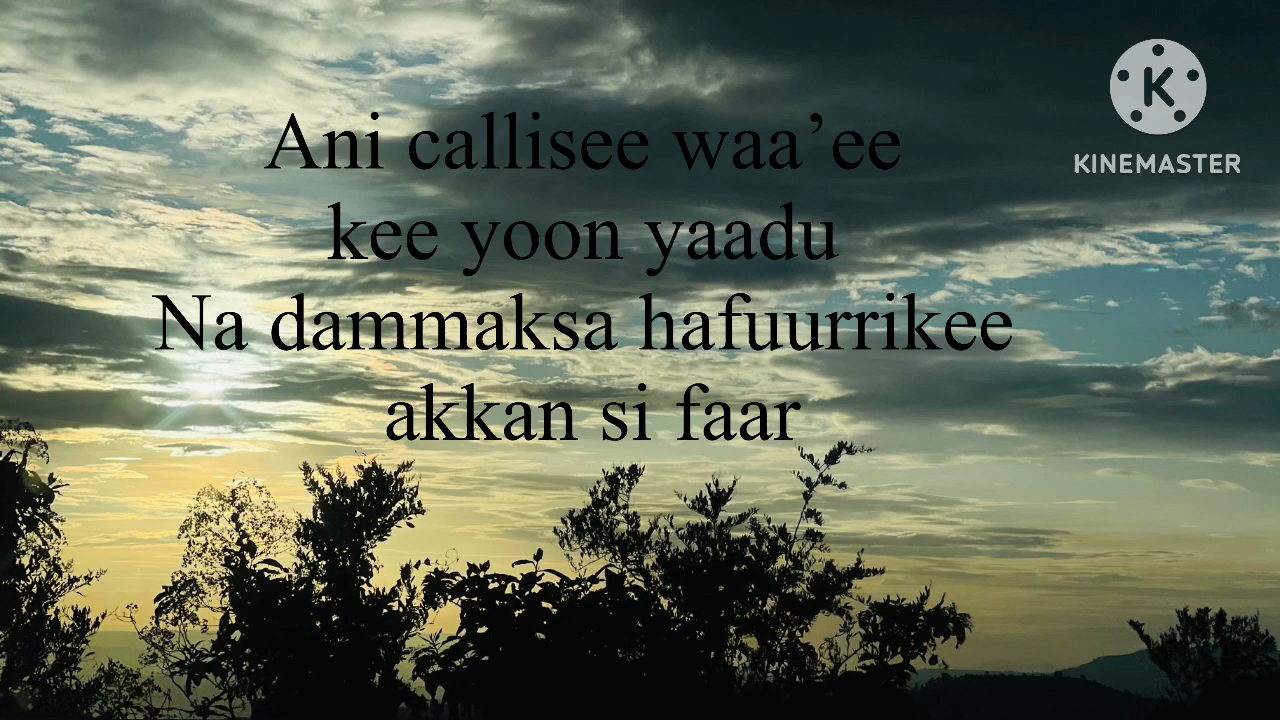 Ani callisee waa’ee
kee yoon yaadu
Na dammaksa hafuurrikee
akkan si faar
K
KINEMASTER